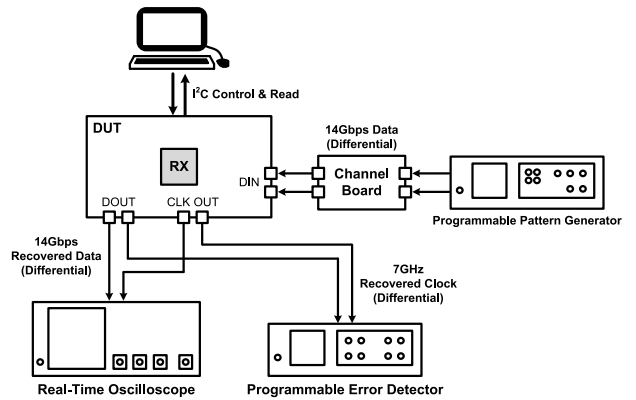 I²C Control & Read
DUT
RX
DIN
14Gbps Data
(Differential)
Channel
Board
Programmable Pattern Generator
DOUT
CLK OUT
14Gbps
Recovered Data
(Differential)
7GHz
Recovered Clock
(Differential)
Real-Time Oscilloscope
Programmable Error Detector